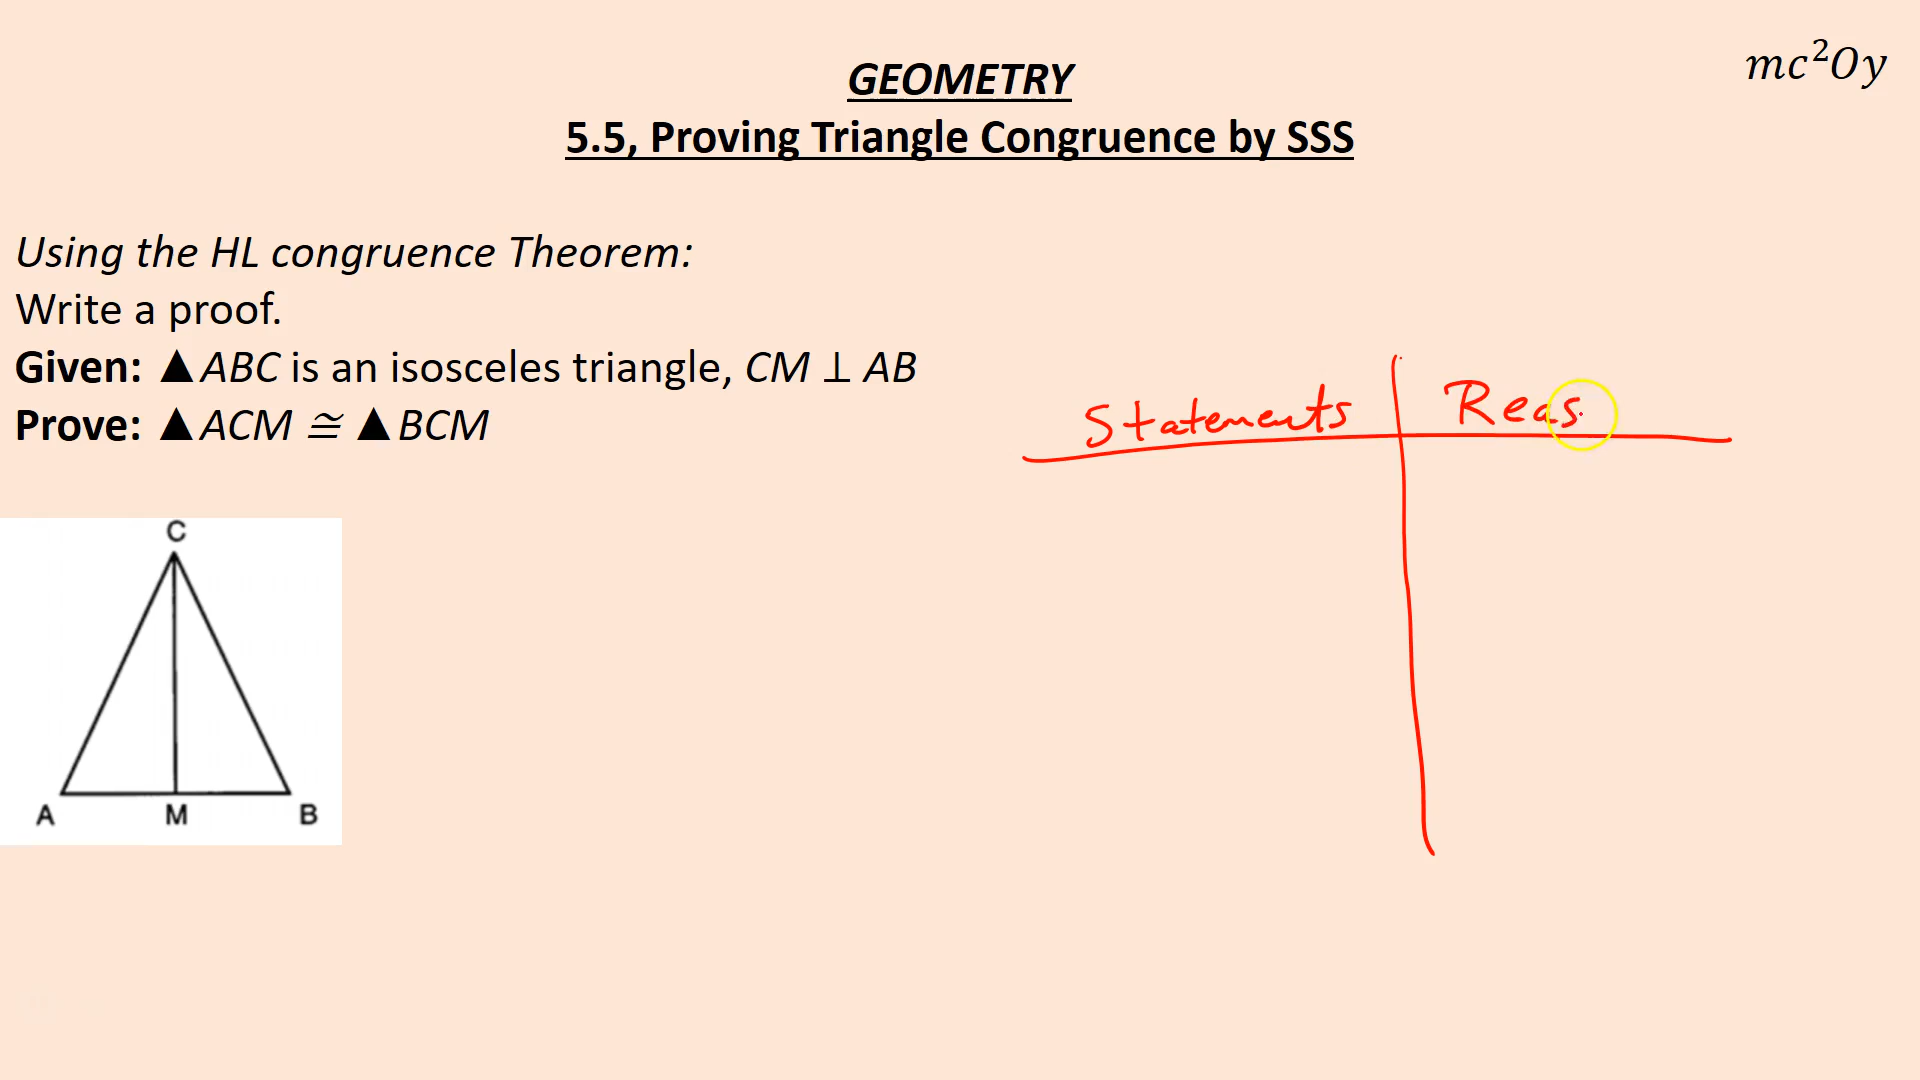 mc²Oy
GEOMETRY
5.5, Proving Triangle Congruence by SSS
Using the HL congruence Theorem:
Write a proof.
Given: ▲ABC is an isosceles triangle, CM ⊥ AB
Prove: ▲ACM ≅ ▲BCM
Statements Reas
C
A M B